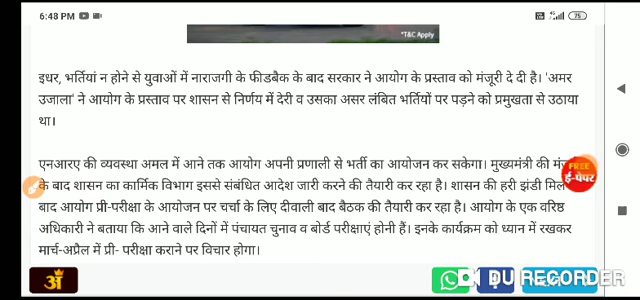 6:48 PM
75
*T&C Apply
इधर, भर्तियां न होने से युवाओं में नाराजगी के फीडबैक के बाद सरकार ने आयोग के प्रस्ताव को मंजूरी दे दी है। 'अमर
उजाला' ने आयोग के प्रस्ताव पर शासन से निर्णय में देरी व उसका असर लंबित भर्तियों पर पड़ने को प्रमुखता से उठाया
था।
एनआरए की व्यवस्था अमल में आने तक आयोग अपनी प्रणाली से भर्ती का आयोजन कर सकेगा। मुख्यमंत्री की
के बाद शासन का कार्मिक विभाग इससे संबंधित आदेश जारी करने की तैयारी कर रहा है। शासन की हरी झंडी
बाद आयोग प्री-परीक्षा के आयोजन पर चर्चा के लिए दीवाली बाद बैठक की तैयारी कर रहा है। आयोग के एक वरिष्ठ
अधिकारी ने बताया कि आने वाले दिनों में पंचायत चुनाव व बोर्ड परीक्षाएं होनी हैं। इनके कार्यक्रम को ध्यान में रखकर
मार्च-अप्रैल में प्री- परीक्षा कराने पर विचार होगा।
FREE
ई-पेपर
अ
DU RECORDER